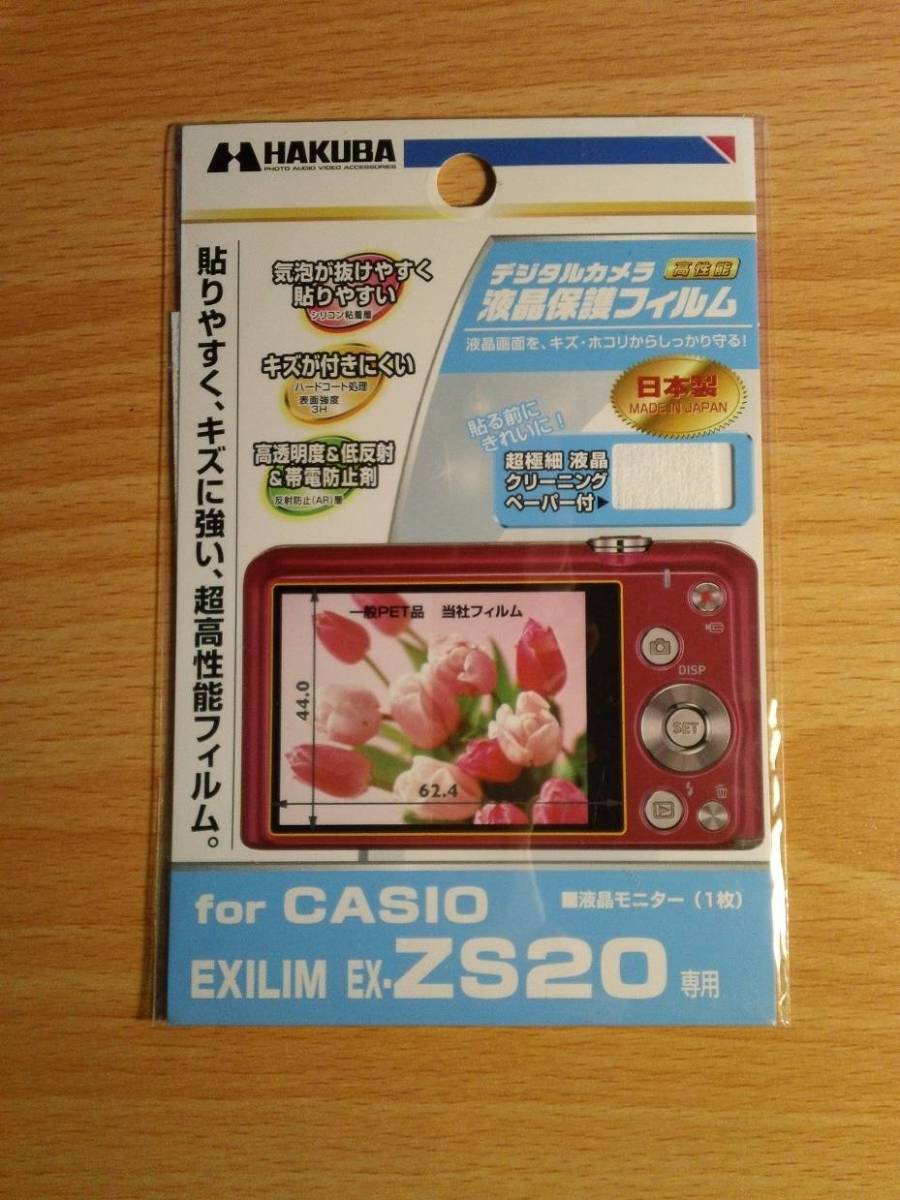 HAKUBA
PHOTO AUDIO VIDEO ACCESSORIES
貼りやすく、キズに強い、超高性能フィルム。
気泡が抜けやすく
貼りやすい
シリコン粘着層
キズが付きにくい
ハードコート処理
表面強度
3H
高透明度&低反射
&帯電防止剤
反射防止(AR)層
デジタルカメラ 高性能
液晶保護フィルム
液晶画面を、キズ・ホコリからしっかり守る!
日本製
MADE IN JAPAN
貼る前に
きれいに!
超極細 液晶
クリーニング
ペーパー付▶
一般PET品 当社フィルム
44.0
62.4
DISP
SET
for CASIO
■液晶モニター(1枚)
EXILIM EX-ZS20 専用